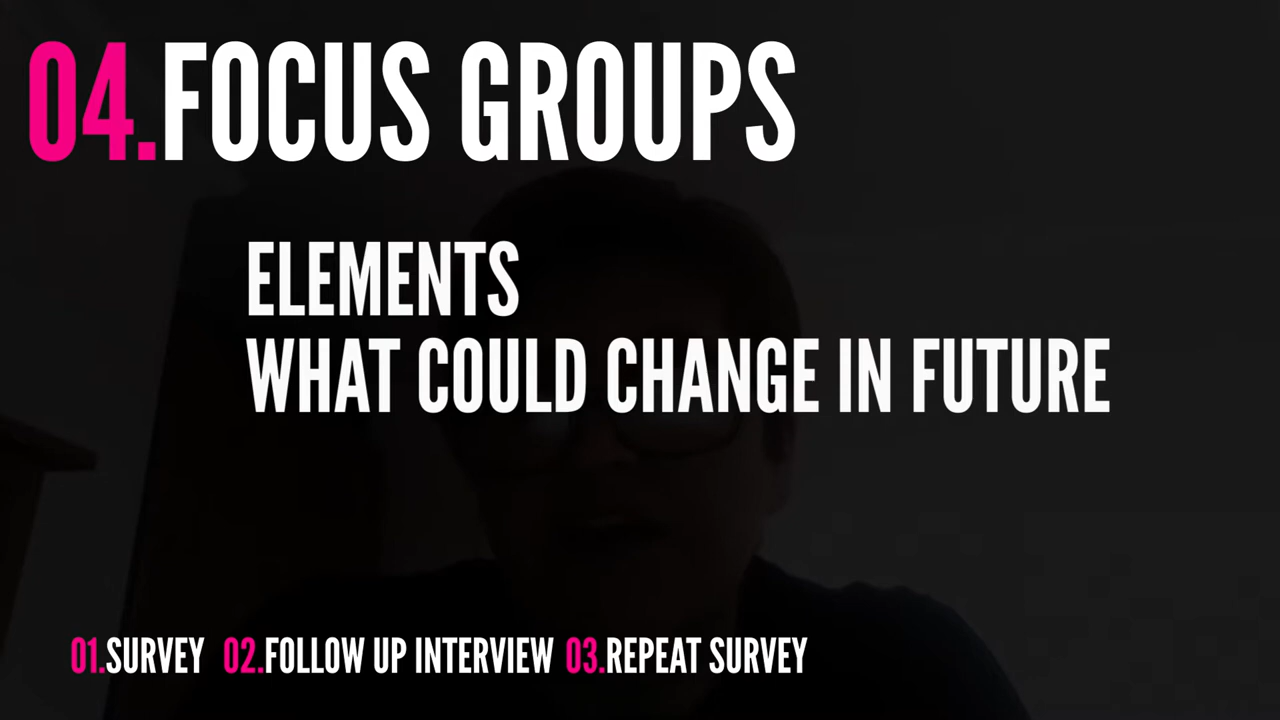 04.FOCUS GROUPS
ELEMENTS
WHAT COULD CHANGE IN FUTURE
01.SURVEY 02.FOLLOW UP INTERVIEW 03.REPEAT SURVEY